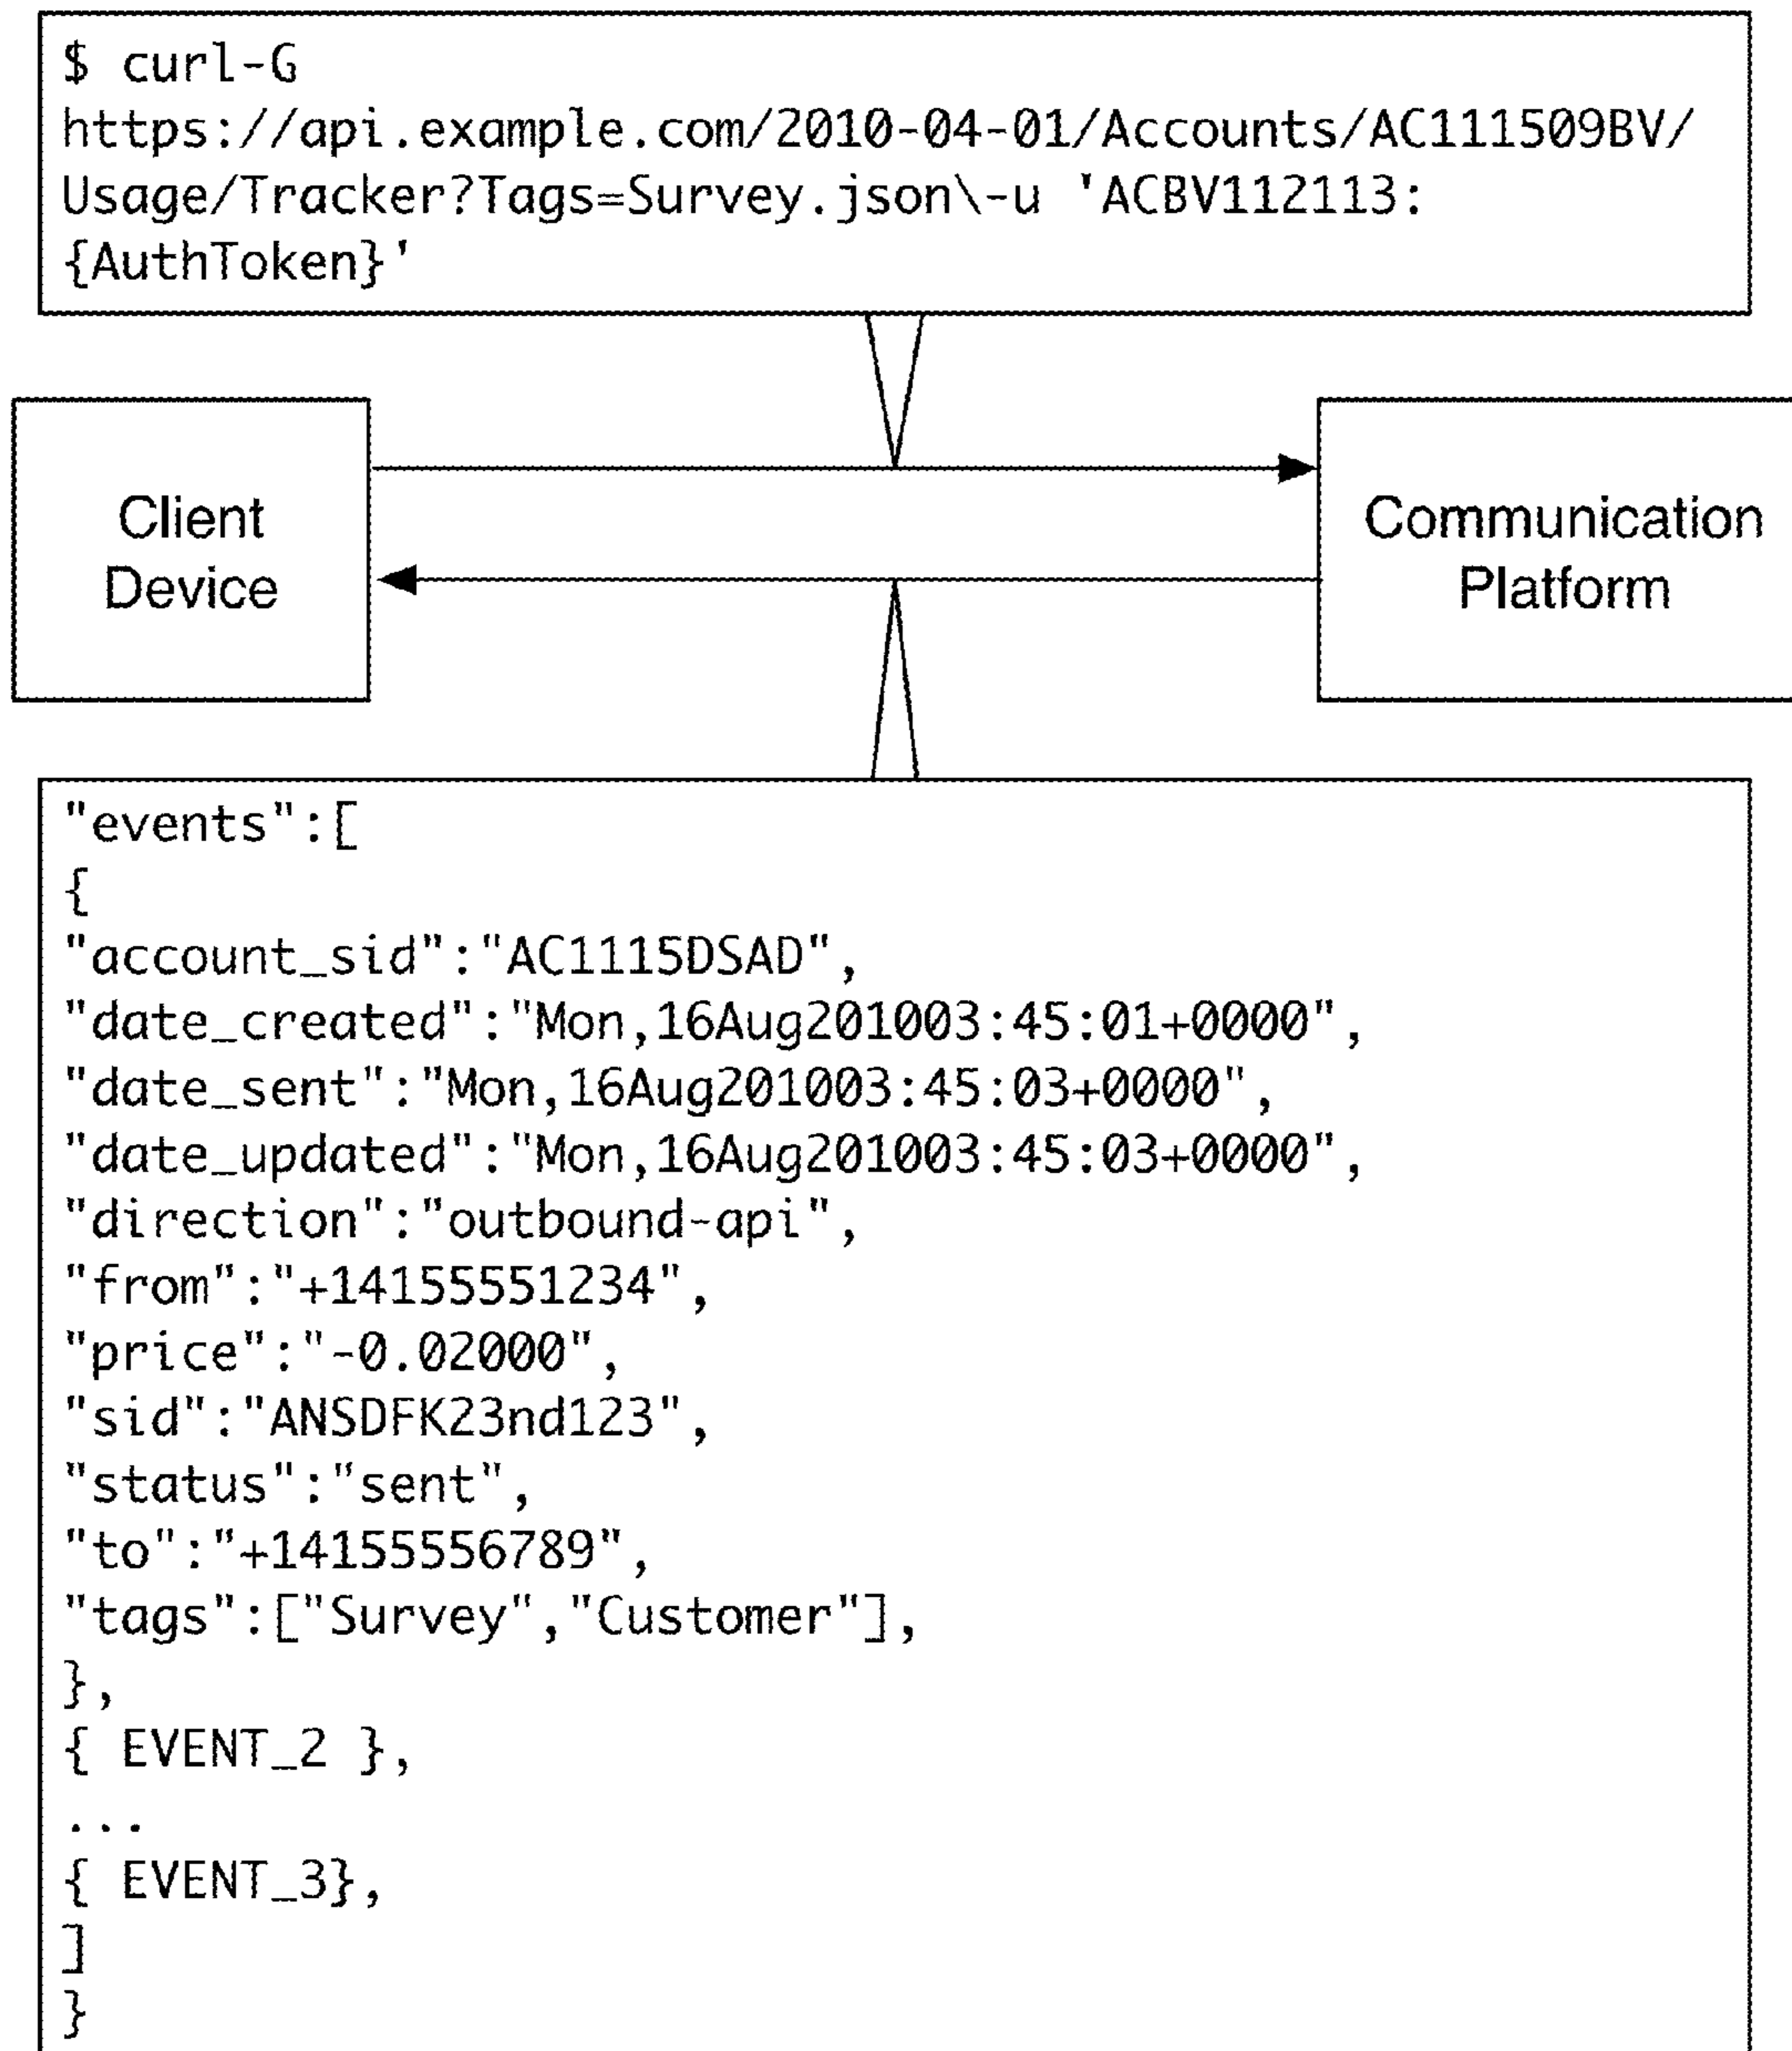 $ curl-G
https://api.example.com/2010-04-01/Accounts/AC111509BV/
Usage/Tracker?Tags=Survey.json\-u 'ACBV112113:
{AuthToken}'
Client
Device
Communication
Platform
"events":[
{
"account_sid":"AC1115DSAD",
"date_created":"Mon,16Aug201003:45:01+0000",
"date_sent":"Mon,16Aug201003:45:03+0000",
"date_updated":"Mon,16Aug201003:45:03+0000",
"direction":"outbound-api",
"from":"+14155551234",
"price":"-0.02000",
"sid":"ANSDFK23nd123",
"status":"sent",
"to":"+14155556789",
"tags":["Survey","Customer"],
},
{ EVENT_2 },
...
{ EVENT_3},
]
}